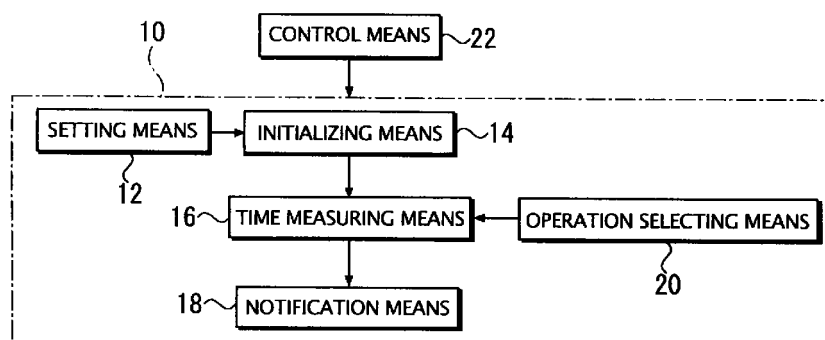 10
CONTROL MEANS
22
SETTING MEANS
INITIALIZING MEANS
14
12
16
TIME MEASURING MEANS
OPERATION SELECTING MEANS
20
18
NOTIFICATION MEANS